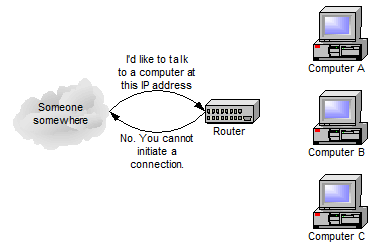 I'd like to talk
to a computer at
this IP address
Someone
somewhere
Router
No. You cannot
initiate a
connection.
Computer A
Computer B
Computer C